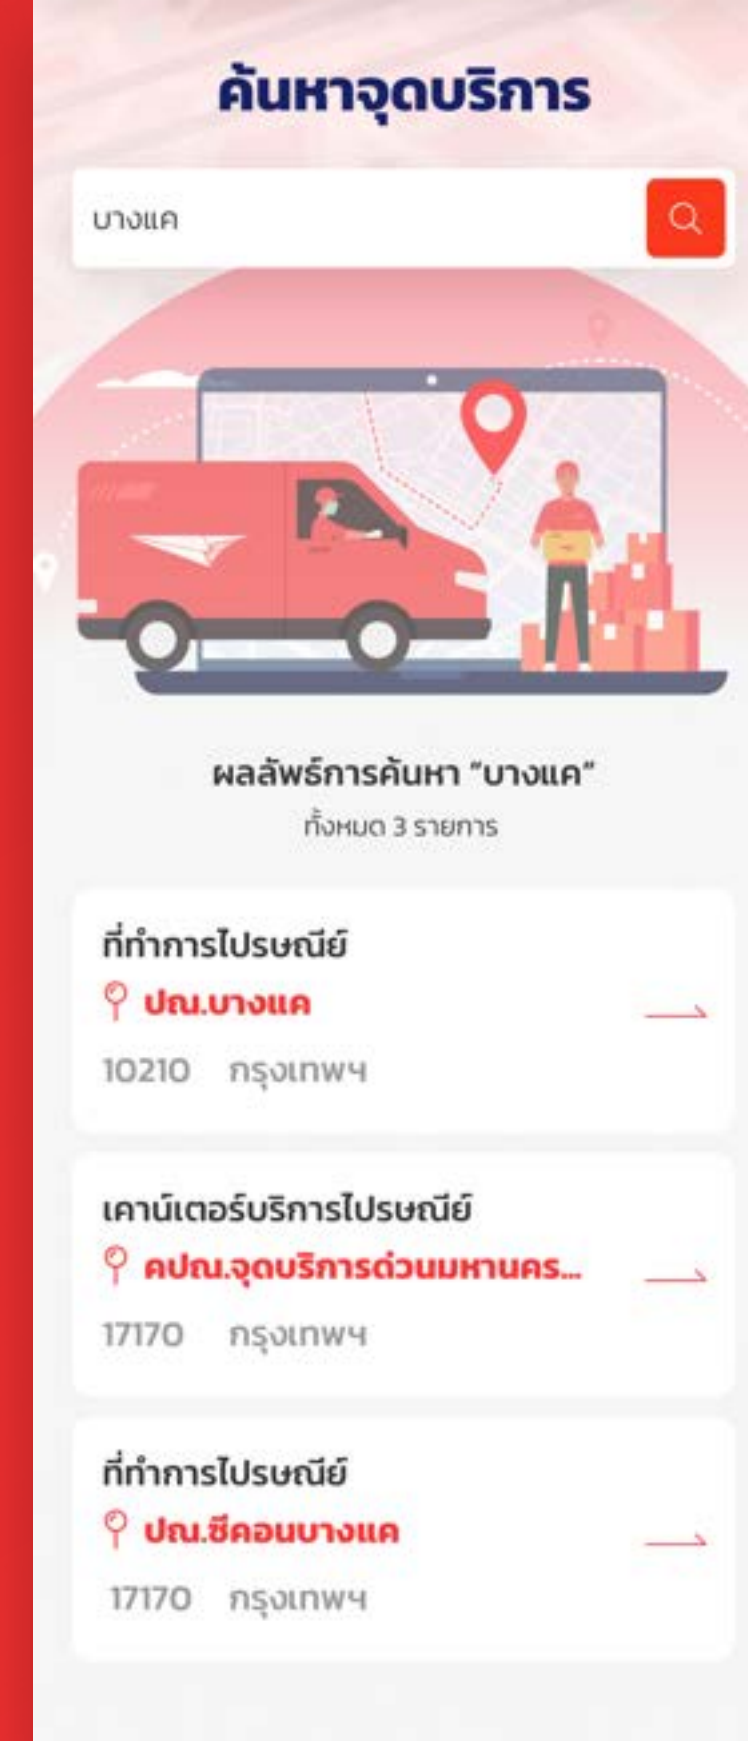 ค้นหาจุดบริการ
บางแค
ผลลัพธ์การค้นหา “บางแค”
ทั้งหมด 3 รายการ
ที่ทำการไปรษณีย์
ปณ.บางแค
10210 กรุงเทพฯ
เคาน์เตอร์บริการไปรษณีย์
คปณ.จุดบริการด่วนมหานคร...
17170 กรุงเทพฯ
ที่ทำการไปรษณีย์
ปณ.ซีคอนบางแค
17170 กรุงเทพฯ